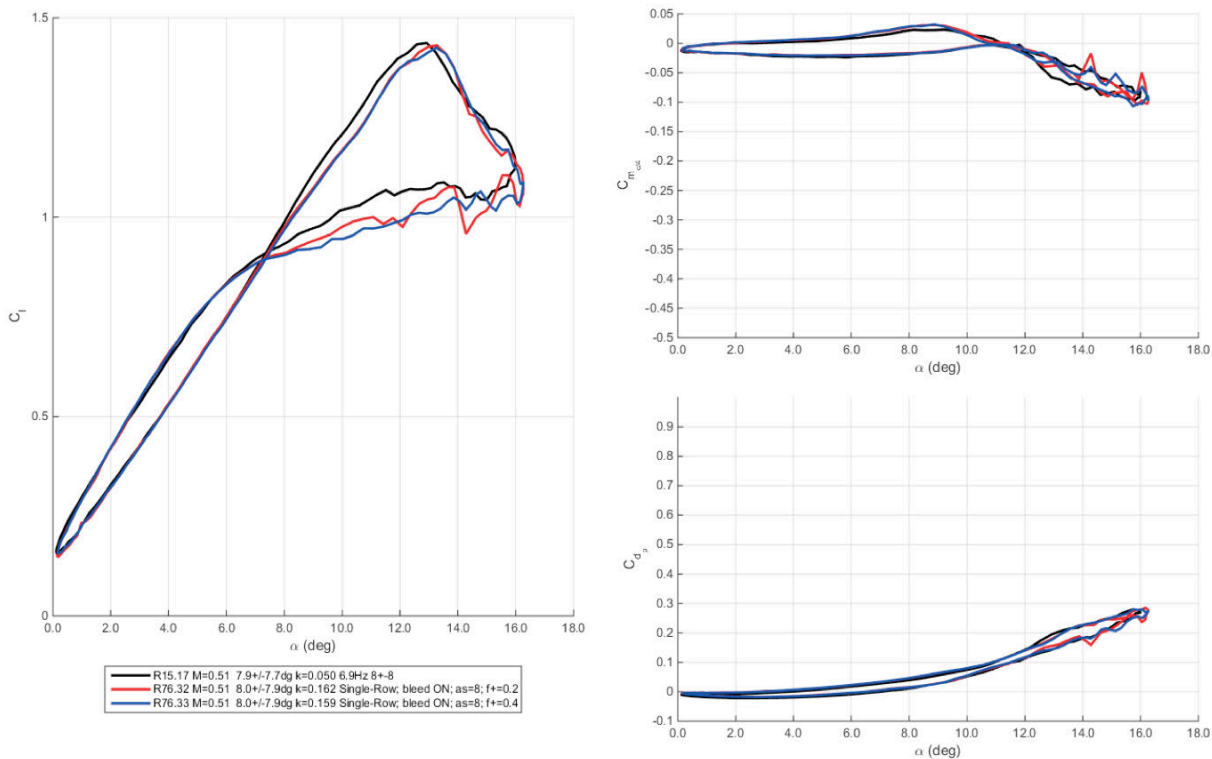 1.5
1
0.5
0
C_l
0.0 2.0 4.0 6.0 8.0 10.0 12.0 14.0 16.0 18.0
α (deg)
R15.17 M=0.51 7.9+/-7.7dg k=0.050 6.9Hz 8+-8
R76.32 M=0.51 8.0+/-7.9dg k=0.162 Single-Row; bleed ON; as=8; f+=0.2
R76.33 M=0.51 8.0+/-7.9dg k=0.159 Single-Row; bleed ON; as=8; f+=0.4
0.05
0
-0.05
-0.1
-0.15
-0.2
-0.25
-0.3
-0.35
-0.4
-0.45
-0.5
C_m_c/4
0.0 2.0 4.0 6.0 8.0 10.0 12.0 14.0 16.0 18.0
α (deg)
0.9
0.8
0.7
0.6
0.5
0.4
0.3
0.2
0.1
0
-0.1
C_d_p
0.0 2.0 4.0 6.0 8.0 10.0 12.0 14.0 16.0 18.0
α (deg)